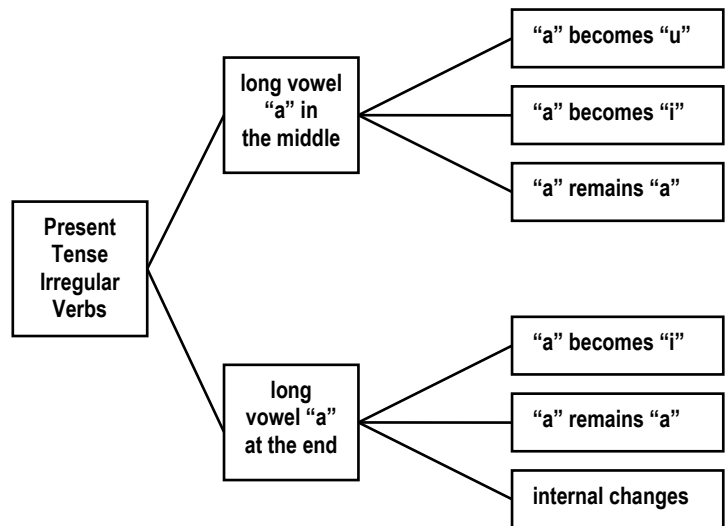 Present
Tense
Irregular
Verbs
long vowel
“a” in
the middle
“a” becomes “u”
“a” becomes “i”
“a” remains “a”
long
vowel “a”
at the end
“a” becomes “i”
“a” remains “a”
internal changes